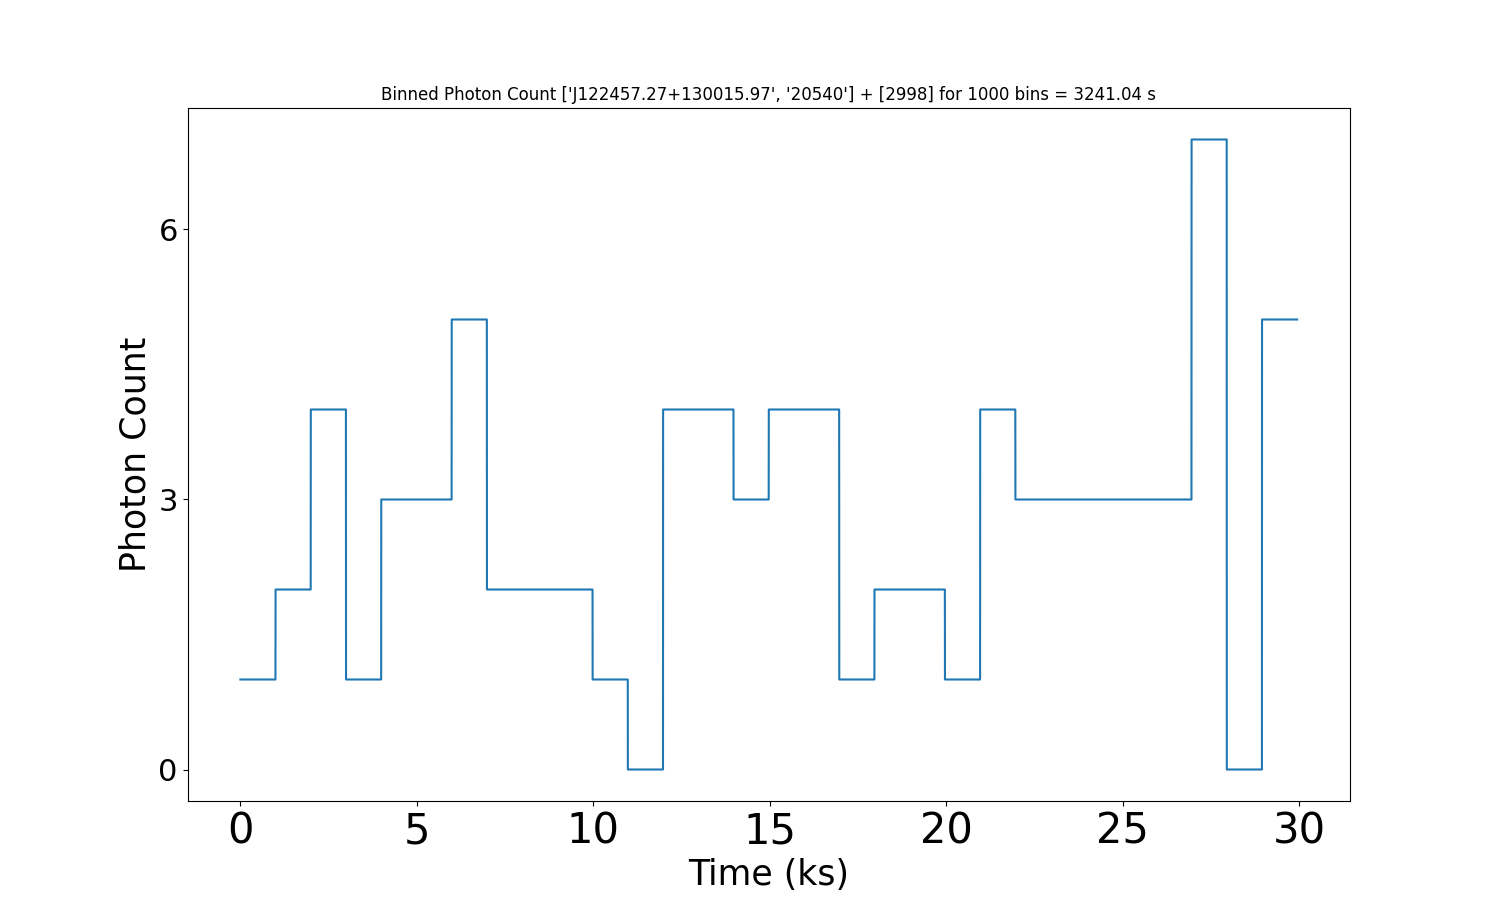 Binned Photon Count ['J122457.27+130015.97', '20540'] + [2998] for 1000 bins = 3241.04 s
6
3
0
Photon Count
0 5 10 15 20 25 30
Time (ks)